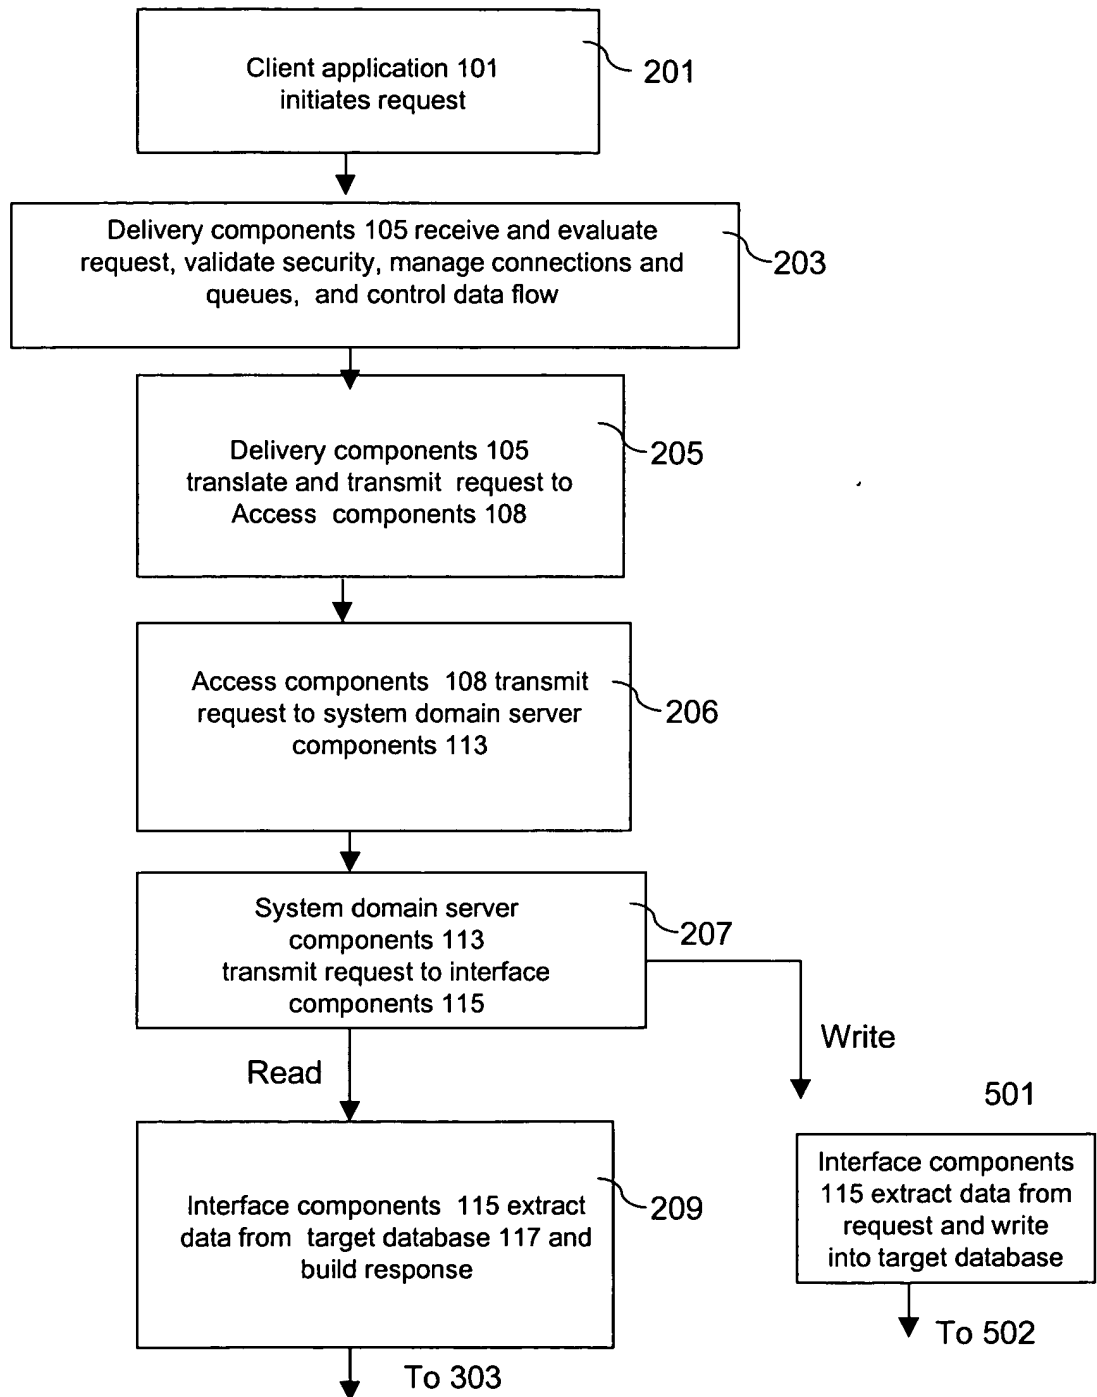 Client application 101
initiates request
201
Delivery components 105 receive and evaluate
request, validate security, manage connections and
queues, and control data flow
203
Delivery components 105
translate and transmit request to
Access components 108
205
Access components 108 transmit
request to system domain server
components 113
206
System domain server
components 113
transmit request to interface
components 115
207
Write
Read
501
Interface components 115 extract
data from target database 117 and
build response
209
Interface components
115 extract data from
request and write
into target database
To 502
To 303